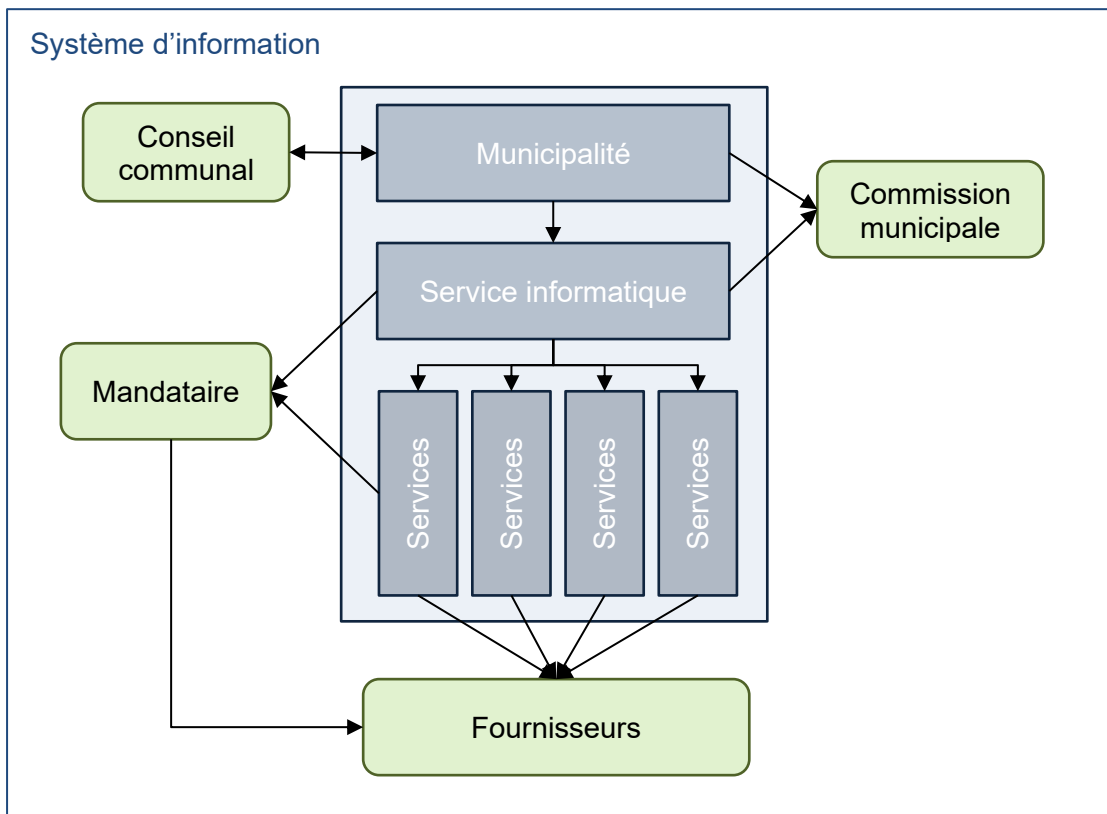 Système d’information
Conseil
communal
Municipalité
Commission
municipale
Service informatique
Mandataire
Services
Services
Services
Services
Fournisseurs